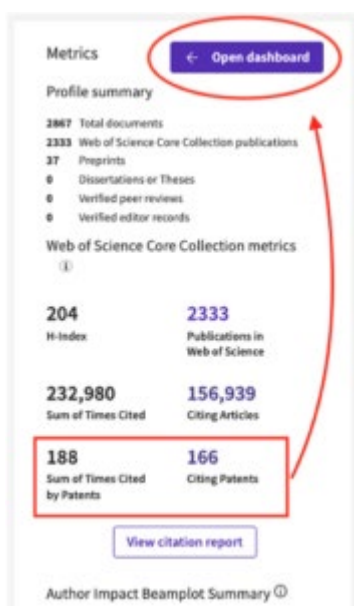 Metrics
← Open dashboard
Profile summary
2867 Total documents
2333 Web of Science Core Collection publications
37 Preprints
0 Dissertations or Theses
0 Verified peer reviews
0 Verified editor records
Web of Science Core Collection metrics
204 2333
H-Index Publications in
Web of Science
232,980 156,939
Sum of Times Cited Citing Articles
188 166
Sum of Times Cited Citing Patents
by Patents
View citation report
Author Impact Beamplot Summary